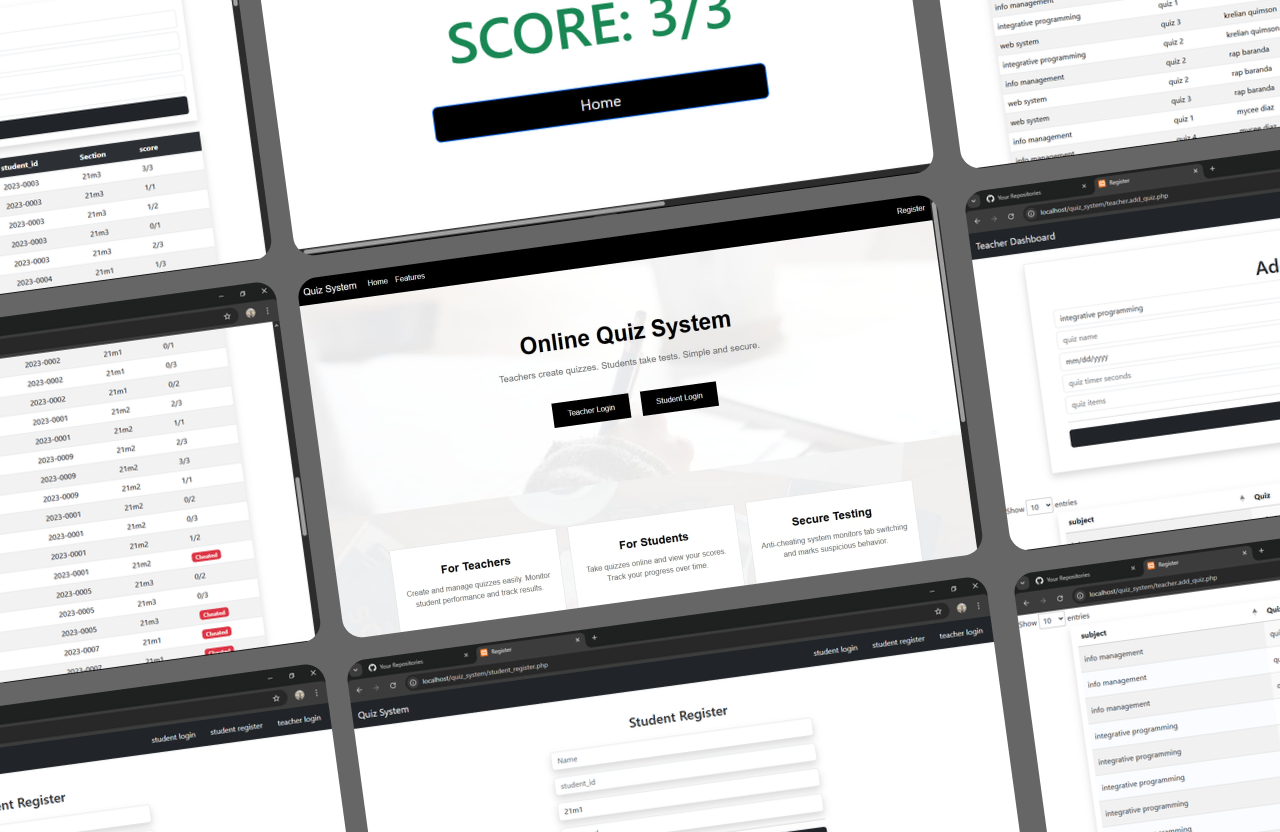 student_id Section score
2023-0003 21m3 3/3
2023-0003 21m3 1/1
2023-0003 21m3 1/2
2023-0003 21m3 0/1
2023-0003 21m3 2/3
2023-0004 21m1 1/3
SCORE: 3/3
Home
info management quiz 1
integrative programming quiz 3 krelian quimson
web system quiz 2 krelian quimson
integrative programming quiz 2 rap baranda
info management quiz 2 rap baranda
web system quiz 3 rap baranda
web system quiz 1 mycee diaz
info management quiz 4 mycee diaz
info management
2023-0002 21m1 0/1
2023-0002 21m1 0/3
2023-0002 21m1 0/2
2023-0001 21m2 2/3
2023-0001 21m2 1/1
2023-0009 21m2 2/3
2023-0009 21m2 3/3
2023-0009 21m2 1/1
2023-0001 21m2 0/2
2023-0001 21m2 0/3
2023-0001 21m2 1/2
2023-0001 21m2 Cheated
2023-0005 21m3 0/2
2023-0005 21m3 0/3
2023-0007 21m3 Cheated
2023-0007 21m1 Cheated
21m1 Cheated
Quiz System Home Features Register
Online Quiz System
Teachers create quizzes. Students take tests. Simple and secure.
Teacher Login Student Login
For Teachers
Create and manage quizzes easily. Monitor
student performance and track results.
For Students
Take quizzes online and view your scores.
Track your progress over time.
Secure Testing
Anti-cheating system monitors tab switching
and marks suspicious behavior.
Your Repositories Register
localhost/quiz_system/teacher.add_quiz.php
Teacher Dashboard
Ad
integrative programming
quiz name
mm/dd/yyyy
quiz timer seconds
quiz items
Show 10 entries
subject Quiz
student login student register teacher login
nt Register
Your Repositories Register
localhost/quiz_system/student_register.php
Quiz System student login student register teacher login
Student Register
Name
student_id
21m1
Your Repositories Register
localhost/quiz_system/teacher.add_quiz.php
Show 10 entries
subject Quiz
info management
info management
info management
integrative programming
integrative programming
integrative programming
integrative programming